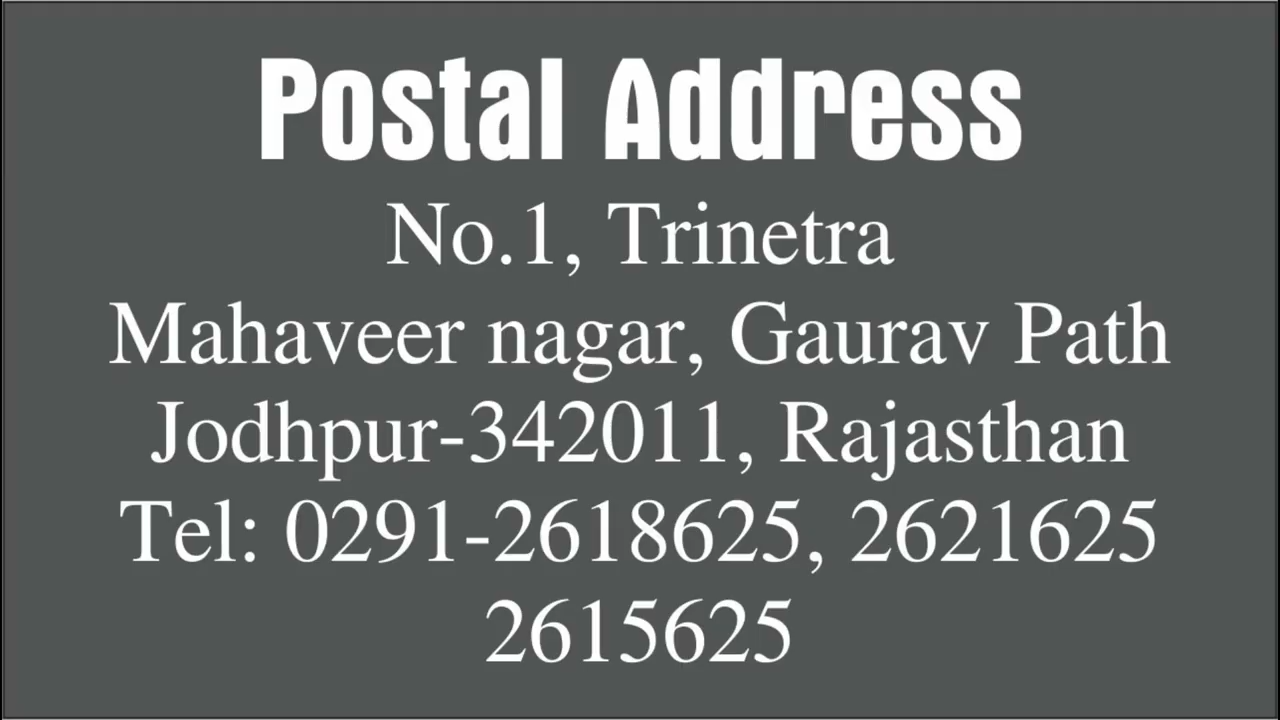 Postal Address
No.1, Trinetra
Mahaveer nagar, Gaurav Path
Jodhpur-342011, Rajasthan
Tel: 0291-2618625, 2621625
2615625